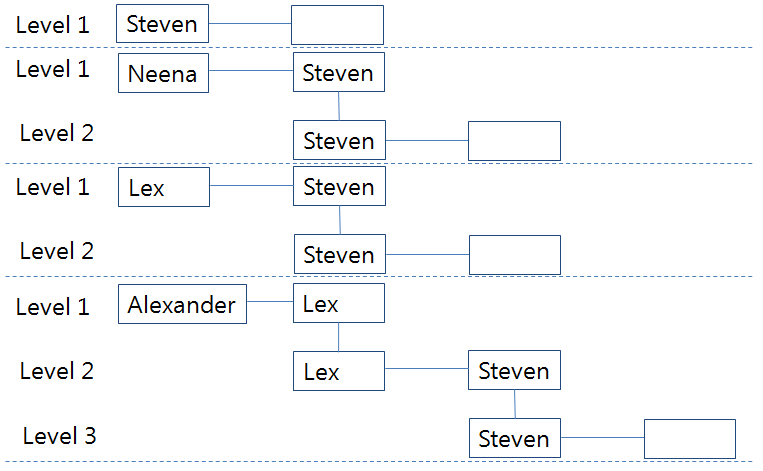 Level 1 Steven
Level 1 Neena Steven
Level 2 Steven
Level 1 Lex Steven
Level 2 Steven
Level 1 Alexander Lex
Level 2 Lex Steven
Level 3 Steven